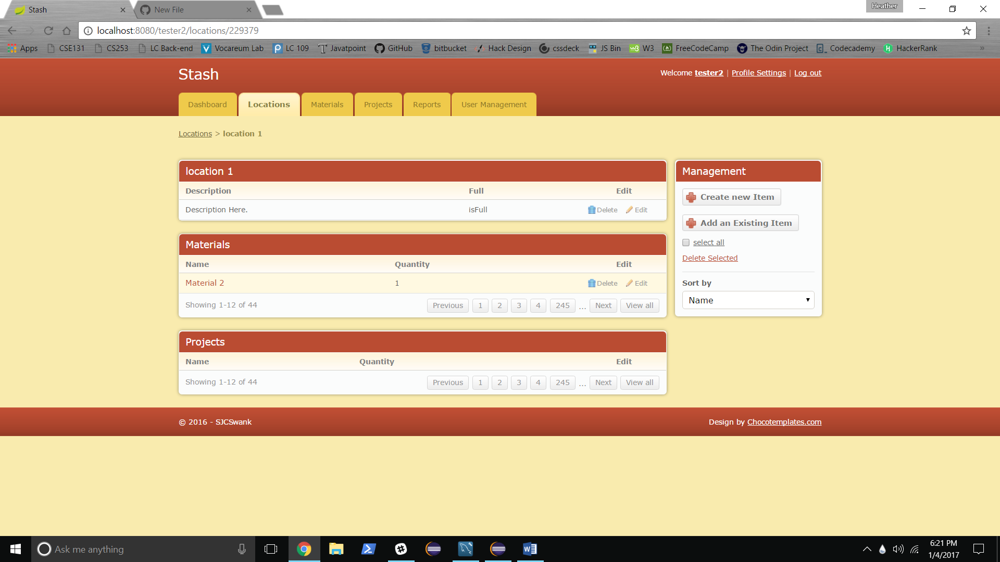 Stash
New File
Heather
localhost:8080/tester2/locations/229379
Apps CSE131 CS253 LC Back-end Vocareum Lab LC 109 Javatpoint GitHub bitbucket Hack Design cssdeck JS Bin W3 FreeCodeCamp The Odin Project Codecademy HackerRank »
Stash
Welcome tester2 | Profile Settings | Log out
Dashboard Locations Materials Projects Reports User Management
Locations > location 1
location 1
Description Full Edit
Description Here. isFull Delete Edit
Materials
Name Quantity Edit
Material 2 1 Delete Edit
Showing 1-12 of 44 Previous 1 2 3 4 245 ... Next View all
Projects
Name Quantity Edit
Showing 1-12 of 44 Previous 1 2 3 4 245 ... Next View all
Management
Create new Item
Add an Existing Item
select all
Delete Selected
Sort by
Name
© 2016 - SJCSwank
Design by Chocotemplates.com
Ask me anything
6:21 PM
1/4/2017